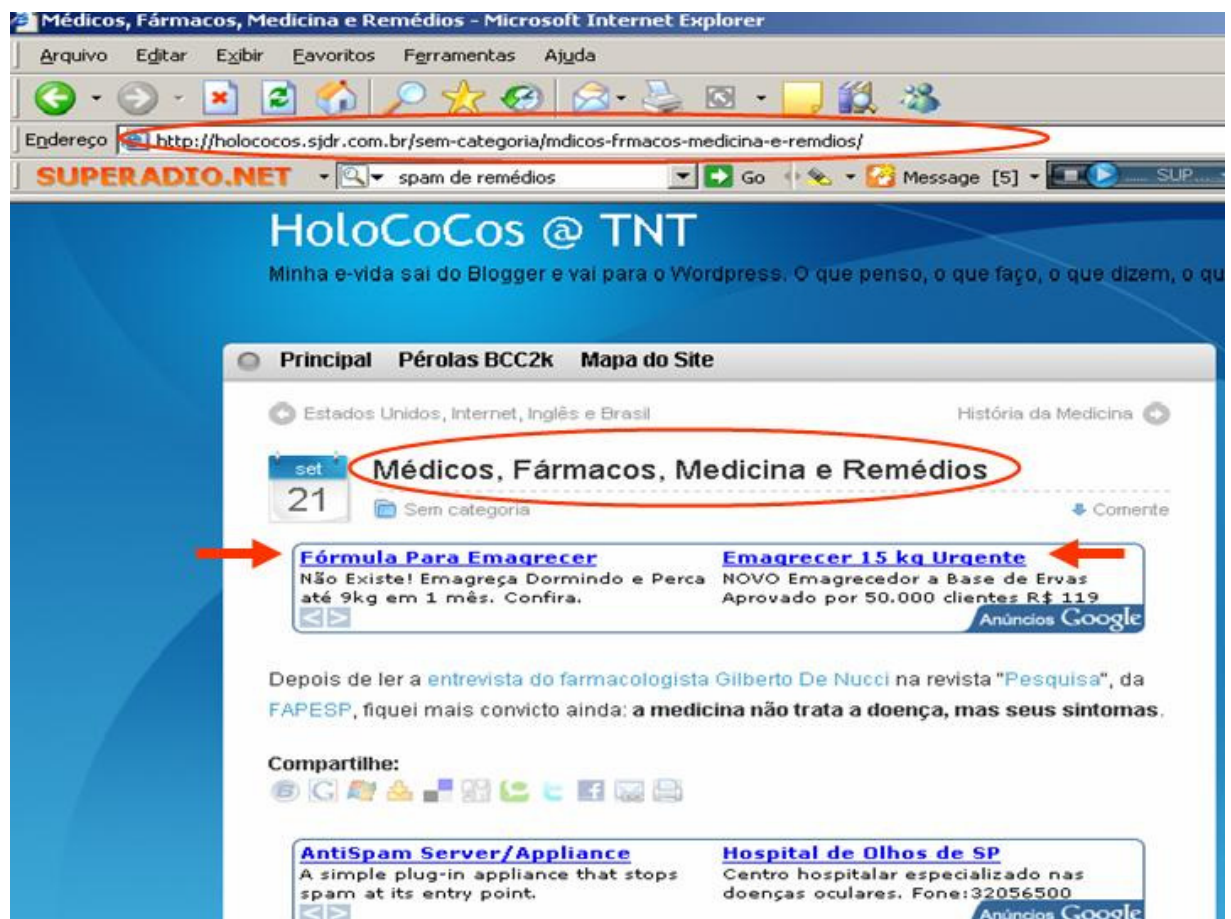 Médicos, Fármacos, Medicina e Remédios - Microsoft Internet Explorer
Arquivo Editar Exibir Favoritos Ferramentas Ajuda
Endereço http://holococos.sjdr.com.br/sem-categoria/mdicos-frmacos-medicina-e-remdios/
SUPERADIO.NET spam de remédios Go Message [5] SUP...
HoloCoCos @ TNT
Minha e-vida sai do Blogger e vai para o Wordpress. O que penso, o que faço, o que dizem, o qu
Principal Pérolas BCC2k Mapa do Site
Estados Unidos, Internet, Inglês e Brasil História da Medicina
set
21
Médicos, Fármacos, Medicina e Remédios
Sem categoria Comente
Fórmula Para Emagrecer Emagrecer 15 kg Urgente
Não Existe! Emagreça Dormindo e Perca NOVO Emagrecedor a Base de Ervas
até 9kg em 1 mês. Confira. Aprovado por 50.000 clientes R$ 119
Anúncios Google
Depois de ler a entrevista do farmacologista Gilberto De Nucci na revista "Pesquisa", da
FAPESP, fiquei mais convicto ainda: a medicina não trata a doença, mas seus sintomas.
Compartilhe:
AntiSpam Server/Appliance Hospital de Olhos de SP
A simple plug-in appliance that stops Centro hospitalar especializado nas
spam at its entry point. doenças oculares. Fone:32056500
Anúncios Google